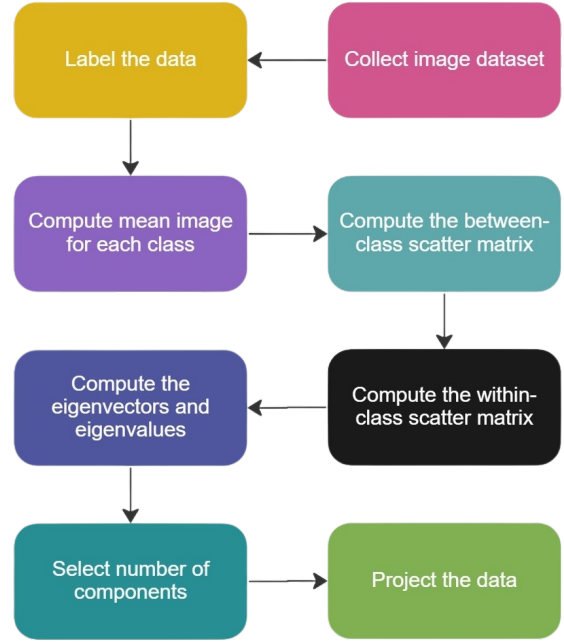 Label the data
Collect image dataset
Compute mean image
for each class
Compute the between-
class scatter matrix
Compute the
eigenvectors and
eigenvalues
Compute the within-
class scatter matrix
Select number of
components
Project the data